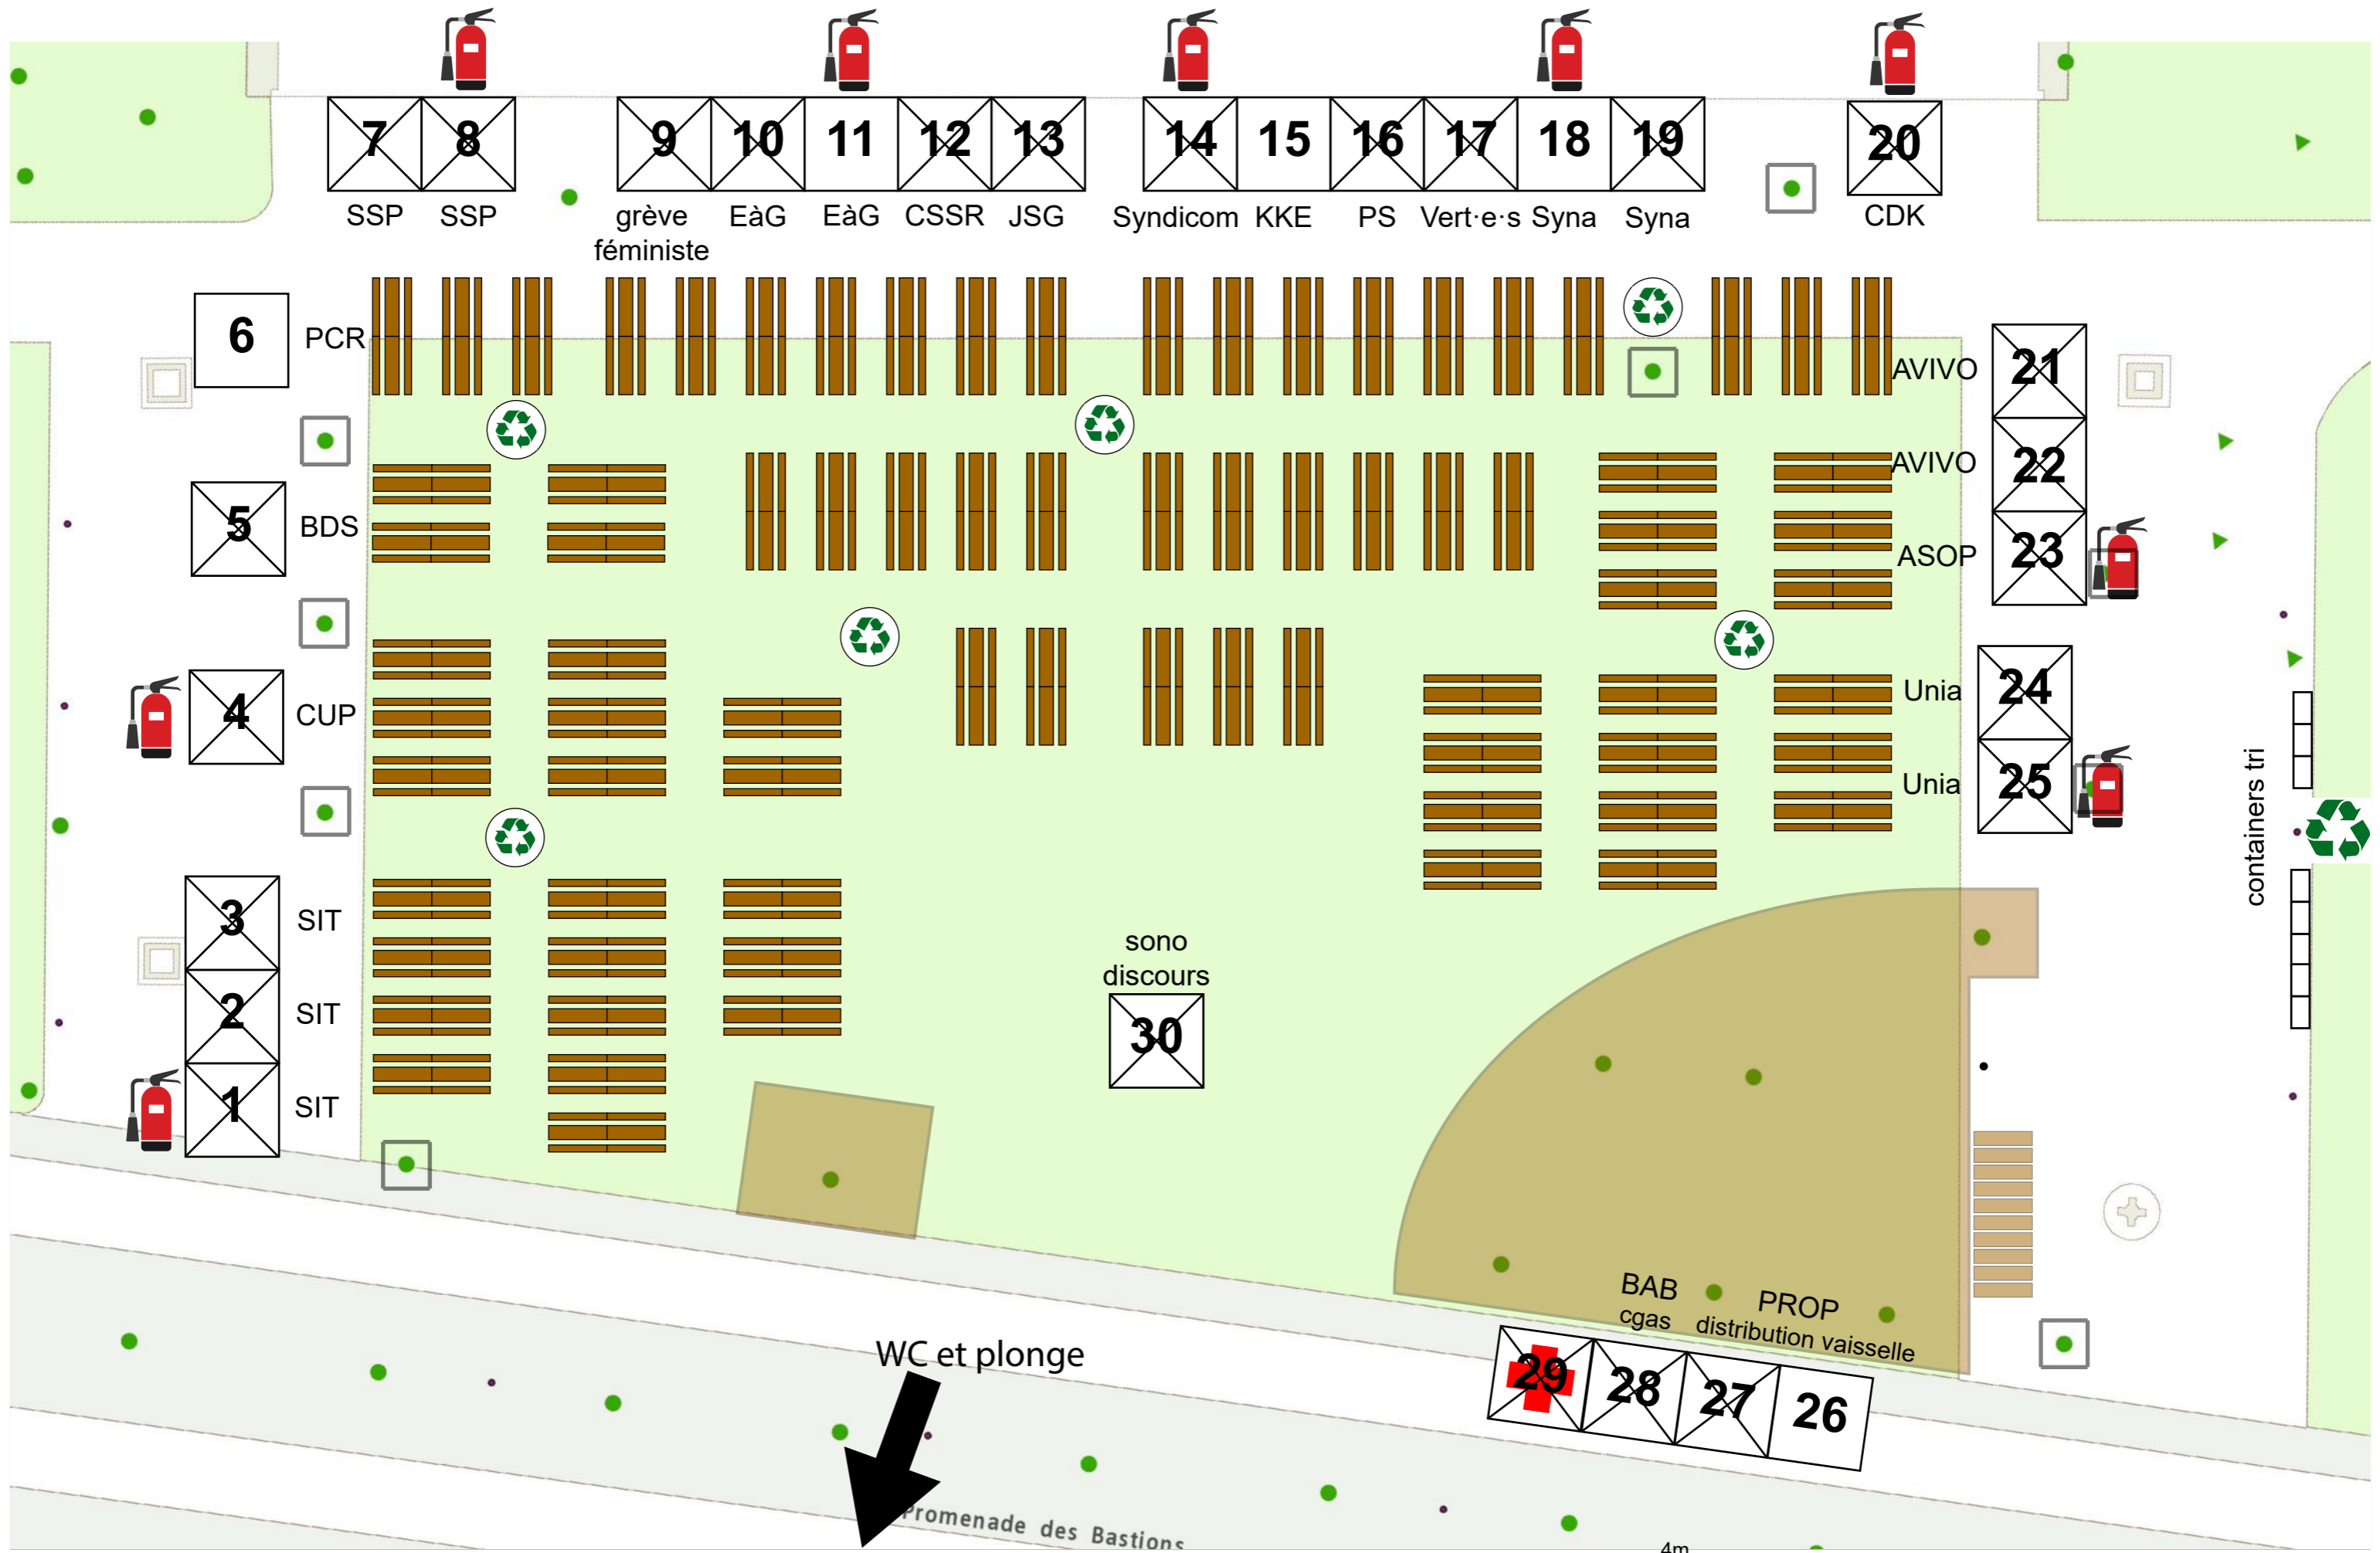 7 8 9 10 11 12 13 14 15 16 17 18 19 20
SSP SSP grève EàG EàG CSSR JSG Syndicom KKE PS Vert·e·s Syna Syna CDK
féministe
6 PCR
AVIVO 21
AVIVO 22
5 BDS
ASOP 23
4 CUP
Unia 24
Unia 25
containers tri
3 SIT
sono
discours
2 SIT
30
1 SIT
BAB PROP
cgas distribution vaisselle
WC et plonge
29 28 27 26
Promenade des Bastions
4m